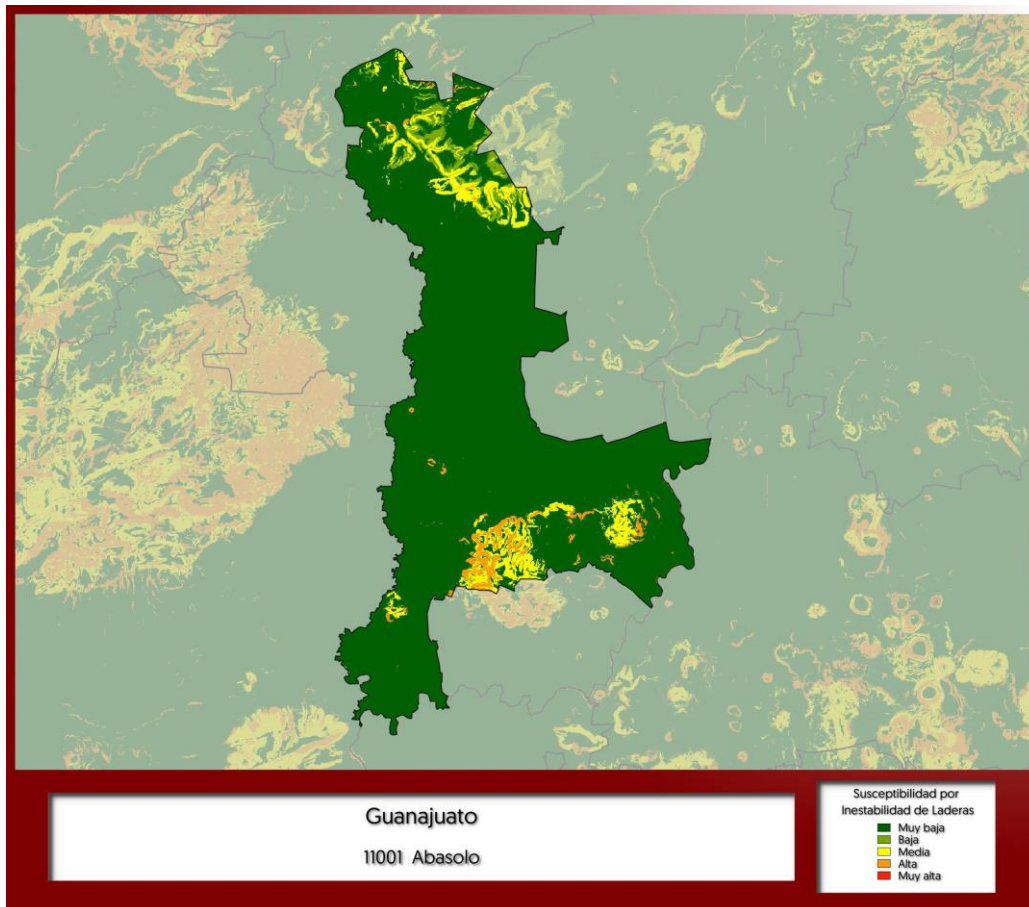 Guanajuato
11001 Abasolo
Susceptibilidad por
Inestabilidad de Laderas
Muy baja
Baja
Media
Alta
Muy alta